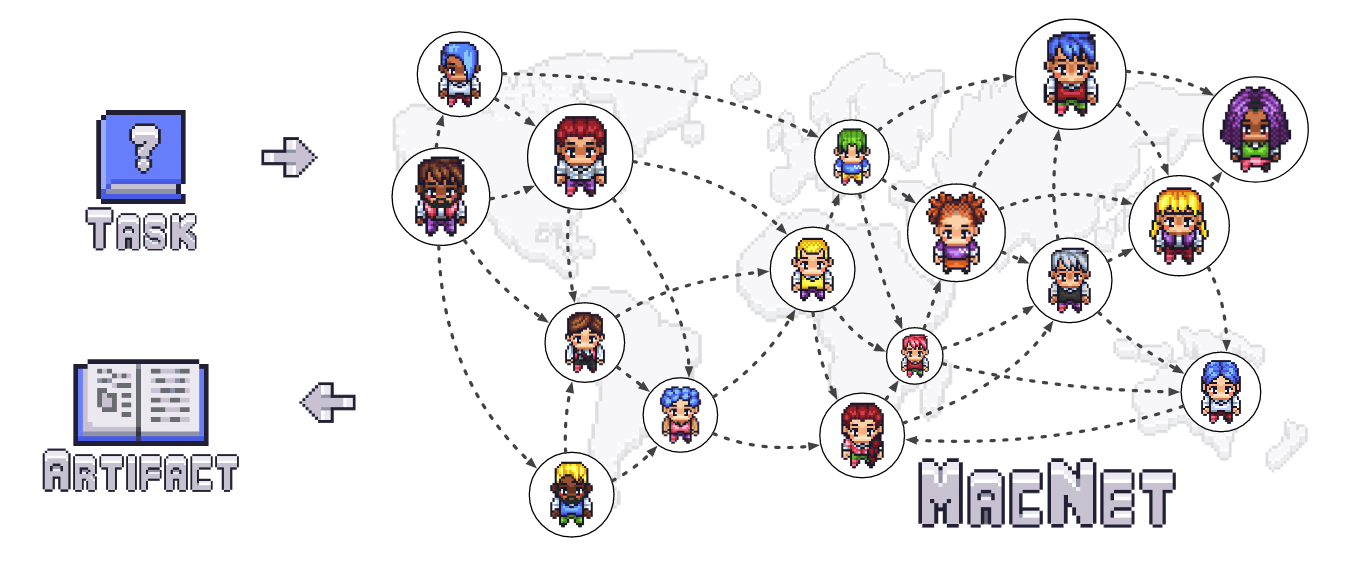 ?
TASK
ARTIFACT
MACNET